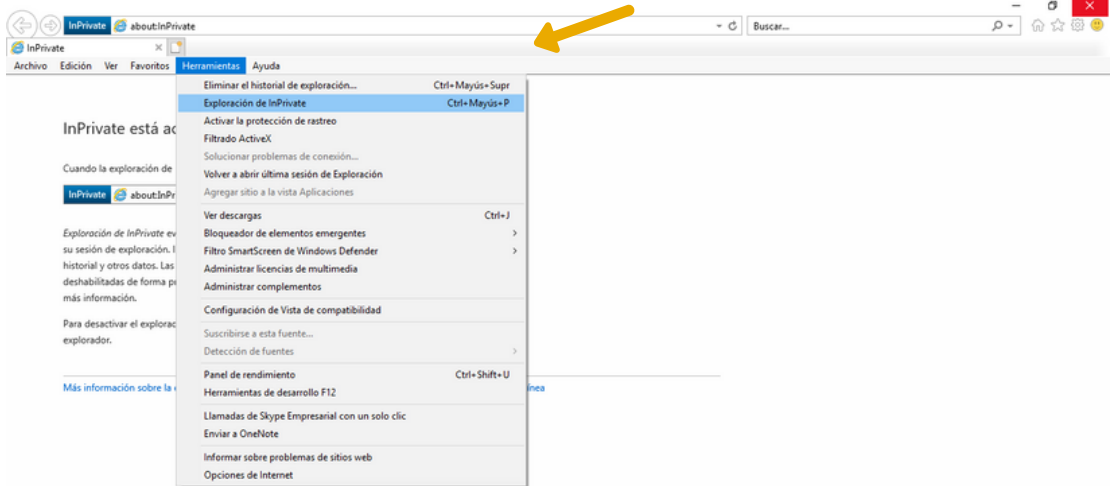 InPrivate about:InPrivate Buscar...
InPrivate
Archivo Edición Ver Favoritos Herramientas Ayuda
Eliminar el historial de exploración... Ctrl+Mayús+Supr
Exploración de InPrivate Ctrl+Mayús+P
Activar la protección de rastreo
Filtrado ActiveX
Solucionar problemas de conexión...
Volver a abrir última sesión de Exploración
Agregar sitio a la vista Aplicaciones
Ver descargas Ctrl+J
Bloqueador de elementos emergentes
Filtro SmartScreen de Windows Defender
Administrar licencias de multimedia
Administrar complementos
Configuración de Vista de compatibilidad
Suscribirse a esta fuente...
Detección de fuentes
Panel de rendimiento Ctrl+Shift+U
Herramientas de desarrollo F12
Llamadas de Skype Empresarial con un solo clic
Enviar a OneNote
Informar sobre problemas de sitios web
Opciones de Internet
InPrivate está ac
Cuando la exploración de
InPrivate about:InPr
Exploración de InPrivate ev
su sesión de exploración. I
historial y otros datos. Las
deshabilitadas de forma pr
más información.
Para desactivar el explorac
explorador.
Más información sobre la ínea